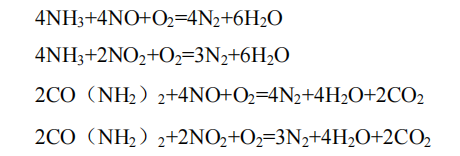 4NH₃+4NO+O₂=4N₂+6H₂O
4NH₃+2NO₂+O₂=3N₂+6H₂O
2CO（NH₂）₂+4NO+O₂=4N₂+4H₂O+2CO₂
2CO（NH₂）₂+2NO₂+O₂=3N₂+4H₂O+2CO₂